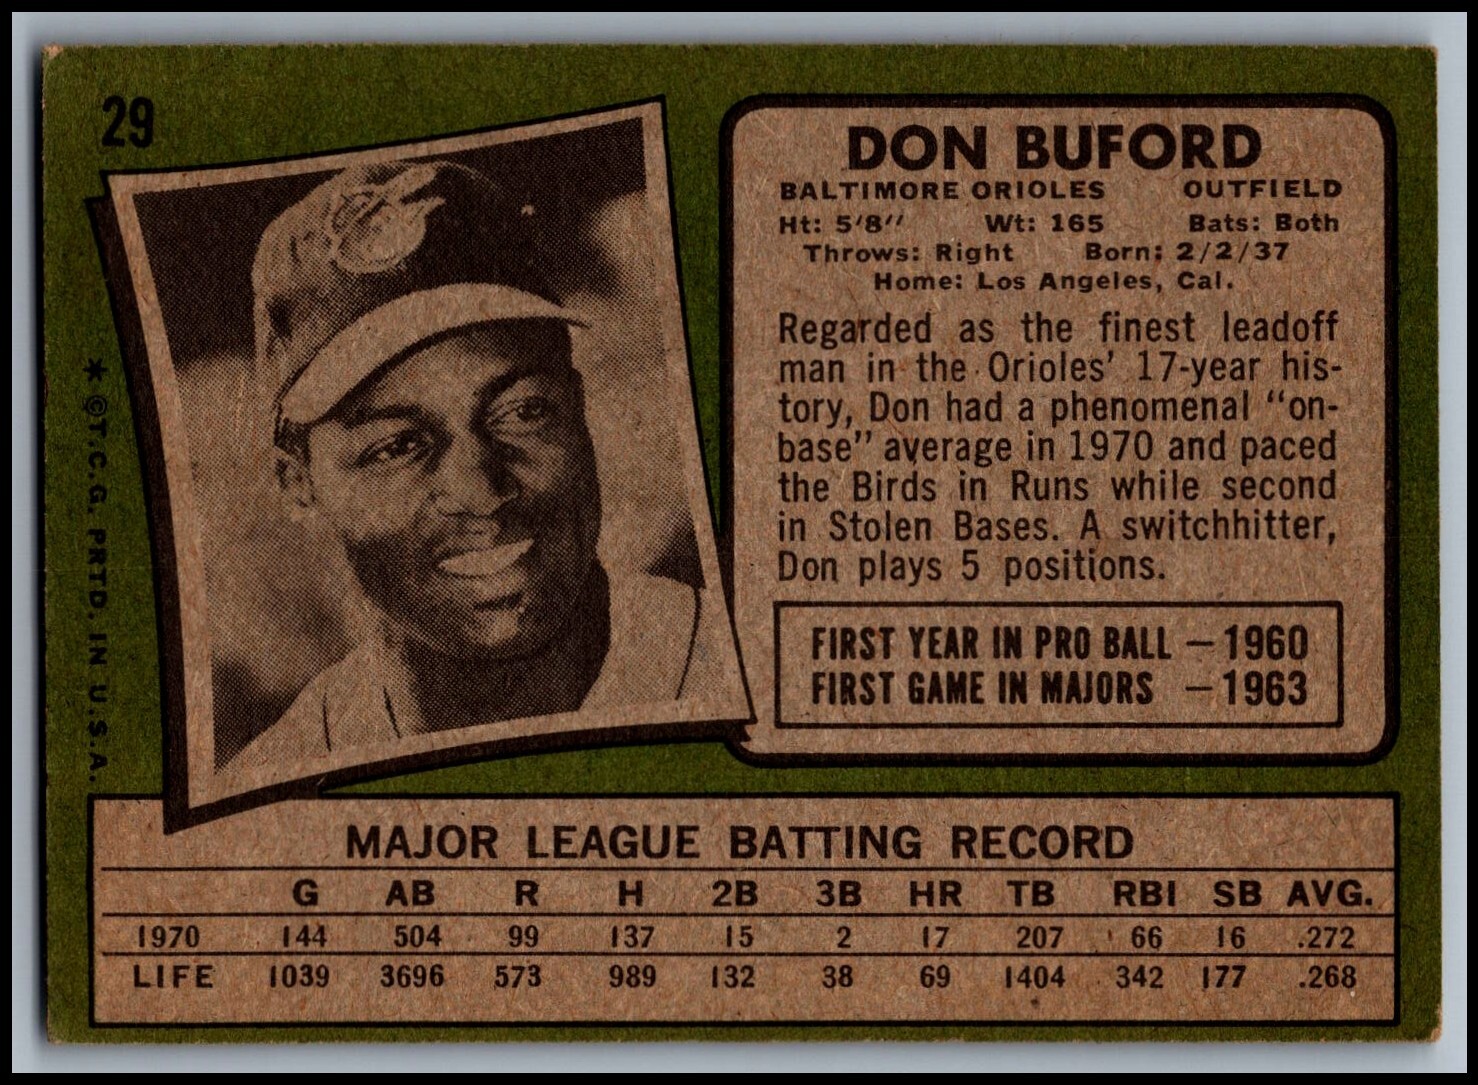 29
DON BUFORD
BALTIMORE ORIOLES OUTFIELD
Ht: 5'8" Wt: 165 Bats: Both
Throws: Right Born: 2/2/37
Home: Los Angeles, Cal.
Regarded as the finest leadoff
man in the Orioles' 17-year his-
tory, Don had a phenomenal "on-
base" average in 1970 and paced
the Birds in Runs while second
in Stolen Bases. A switchhitter,
Don plays 5 positions.
FIRST YEAR IN PRO BALL — 1960
FIRST GAME IN MAJORS — 1963
* ©T.C.G. PRTD. IN U.S.A.
MAJOR LEAGUE BATTING RECORD
G AB R H 2B 3B HR TB RBI SB AVG.
1970 144 504 99 137 15 2 17 207 66 16 .272
LIFE 1039 3696 573 989 132 38 69 1404 342 177 .268